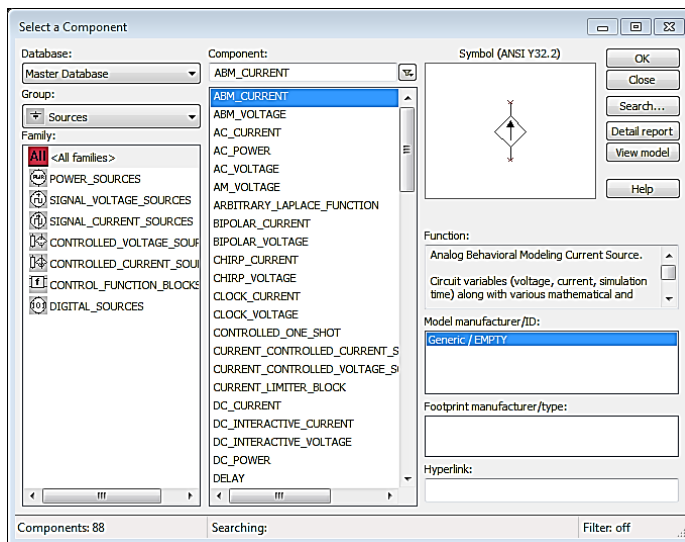 Select a Component
Database:
Master Database
Group:
Sources
Family:
All <All families>
POWER_SOURCES
SIGNAL_VOLTAGE_SOURCES
SIGNAL_CURRENT_SOURCES
CONTROLLED_VOLTAGE_SOUR
CONTROLLED_CURRENT_SOU
CONTROL_FUNCTION_BLOCKS
DIGITAL_SOURCES
Component:
ABM_CURRENT
ABM_CURRENT
ABM_VOLTAGE
AC_CURRENT
AC_POWER
AC_VOLTAGE
AM_VOLTAGE
ARBITRARY_LAPLACE_FUNCTION
BIPOLAR_CURRENT
BIPOLAR_VOLTAGE
CHIRP_CURRENT
CHIRP_VOLTAGE
CLOCK_CURRENT
CLOCK_VOLTAGE
CONTROLLED_ONE_SHOT
CURRENT_CONTROLLED_CURRENT_S
CURRENT_CONTROLLED_VOLTAGE_S
CURRENT_LIMITER_BLOCK
DC_CURRENT
DC_INTERACTIVE_CURRENT
DC_INTERACTIVE_VOLTAGE
DC_POWER
DELAY
Symbol (ANSI Y32.2)
OK
Close
Search...
Detail report
View model
Help
Function:
Analog Behavioral Modeling Current Source.
Circuit variables (voltage, current, simulation
time) along with various mathematical and
Model manufacturer/ID:
Generic / EMPTY
Footprint manufacturer/type:
Hyperlink:
Components: 88
Searching:
Filter: off